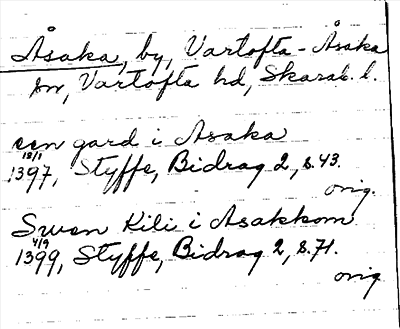 Åsaka, by, Vartofta-Åsaka
sn, Vartofta hd, Skarab. l.
een gard i Asaka
18/1
1397, Styffe, Bidrag 2, s. 43.
orig.
Swen Kili i Asakkom
4/9
1399, Styffe, Bidrag 2, s. 71.
orig